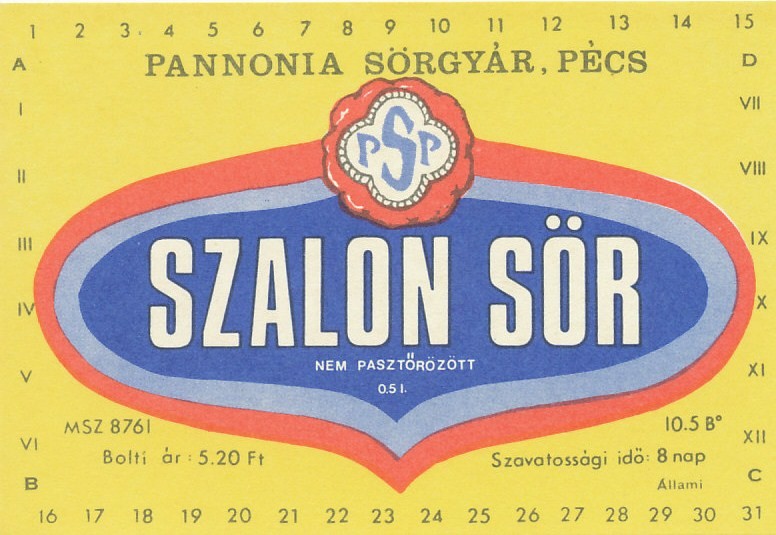 1 2 3 4 5 6 7 8 9 10 11 12 13 14 15
A PANNONIA SÖRGYÁR, PÉCS D
I VII
PSP
II VIII
III SZALON SÖR IX
IV X
NEM PASZTŐRÖZÖTT
V XI
0.5 l.
MSZ 8761 10.5 B°
VI XII
Bolti ár : 5.20 Ft Szavatossági idö: 8 nap
B Állami C
16 17 18 19 20 21 22 23 24 25 26 27 28 29 30 31